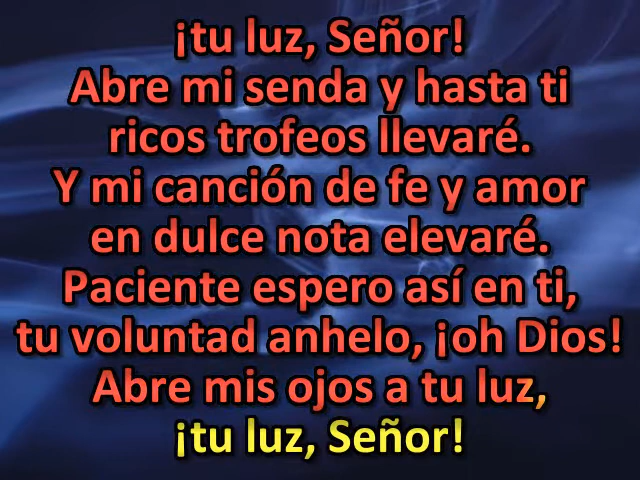 ¡tu luz, Señor!
Abre mi senda y hasta ti
ricos trofeos llevaré.
Y mi canción de fe y amor
en dulce nota elevaré.
Paciente espero así en ti,
tu voluntad anhelo, ¡oh Dios!
Abre mis ojos a tu luz,
¡tu luz, Señor!